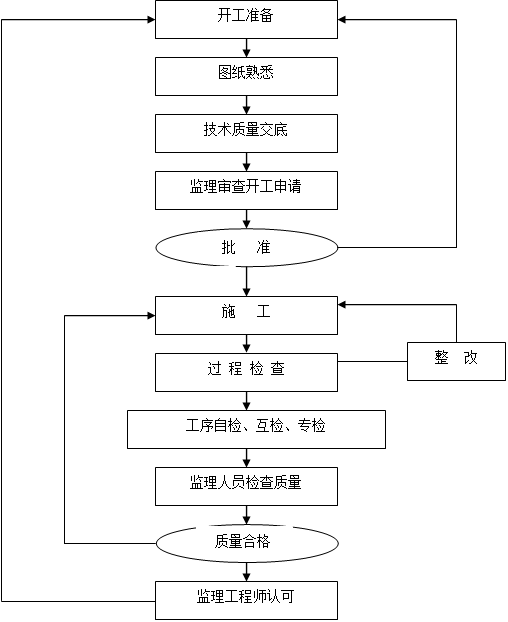 开工准备
图纸熟悉
技术质量交底
监理审查开工申请
批 准
施 工
整 改
过 程 检 查
工序自检、互检、专检
监理人员检查质量
质量合格
监理工程师认可